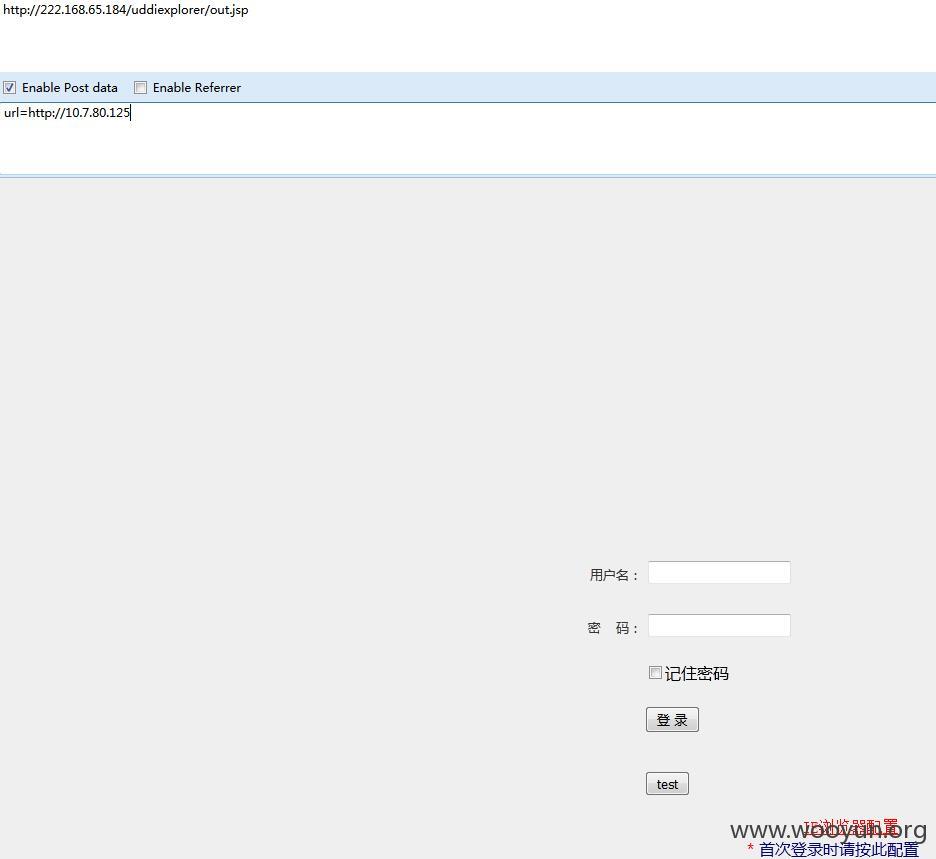 http://222.168.65.184/uddiexplorer/out.jsp
Enable Post data Enable Referrer
url=http://10.7.80.125
用户名：
密 码：
记住密码
登 录
test
IE浏览器配置
www.wooyun.org
* 首次登录时请按此配置